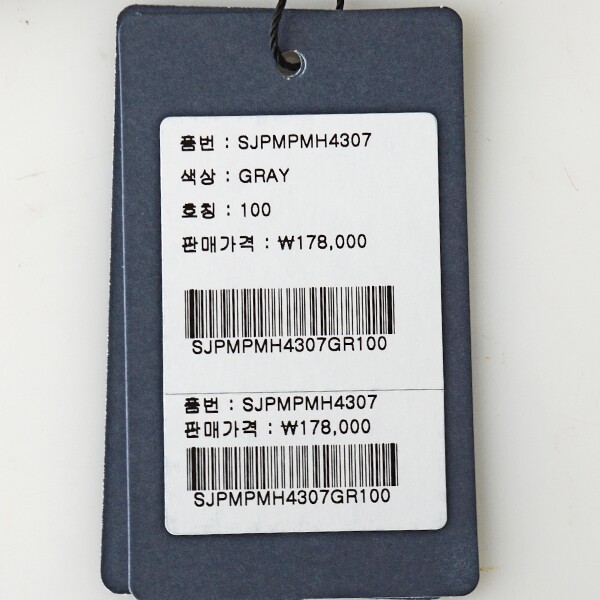 품번 : SJPMPMH4307
색상 : GRAY
호칭 : 100
판매가격 : ₩178,000
SJPMPMH4307GR100
품번 : SJPMPMH4307
판매가격 : ₩178,000
SJPMPMH4307GR100